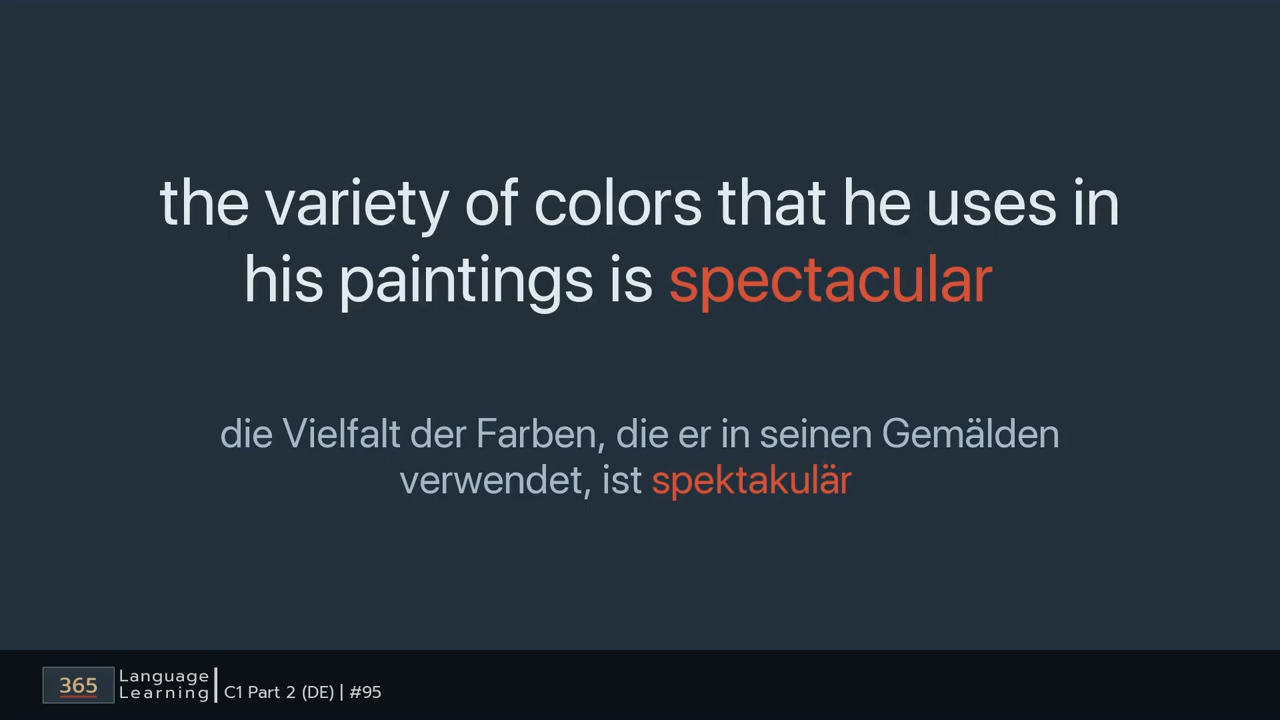 the variety of colors that he uses in
his paintings is spectacular
die Vielfalt der Farben, die er in seinen Gemälden
verwendet, ist spektakulär
365
Language
Learning
C1 Part 2 (DE) | #95